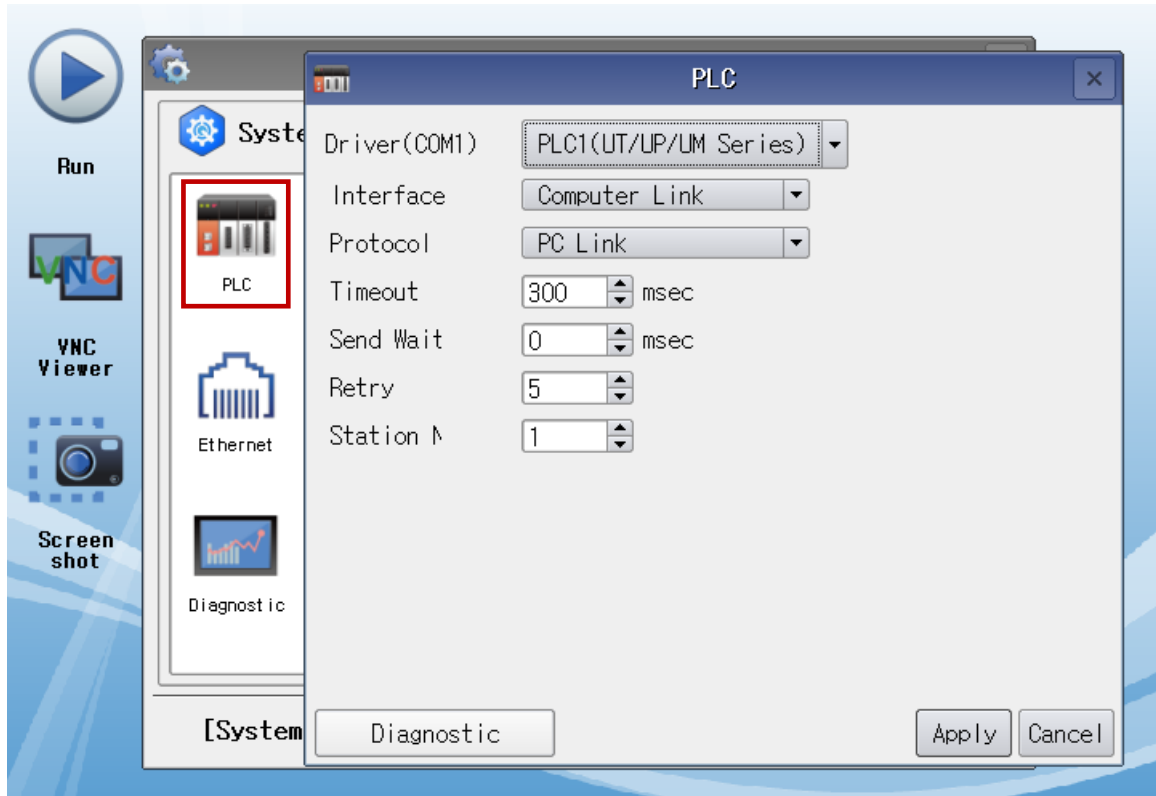 Run
VNC
VNC
Viewer
Screen
shot
Syste
PLC
Ethernet
Diagnostic
[System
PLC
Driver(COM1) PLC1(UT/UP/UM Series)
Interface Computer Link
Protocol PC Link
Timeout 300 msec
Send Wait 0 msec
Retry 5
Station N 1
Diagnostic Apply Cancel